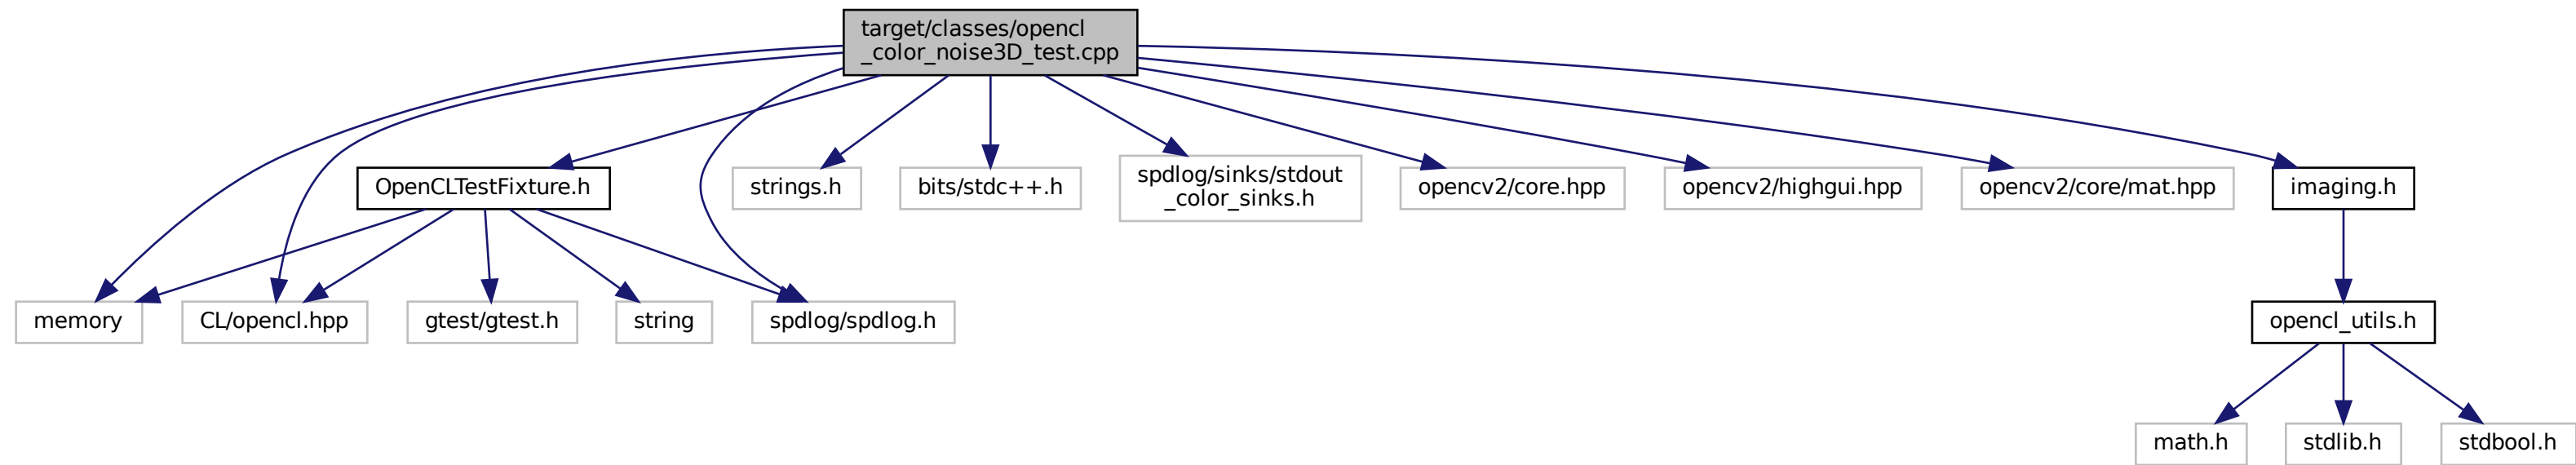 target/classes/opencl
_color_noise3D_test.cpp
OpenCLTestFixture.h
strings.h
bits/stdc++.h
spdlog/sinks/stdout
_color_sinks.h
opencv2/core.hpp
opencv2/highgui.hpp
opencv2/core/mat.hpp
imaging.h
memory
CL/opencl.hpp
gtest/gtest.h
string
spdlog/spdlog.h
opencl_utils.h
math.h
stdlib.h
stdbool.h